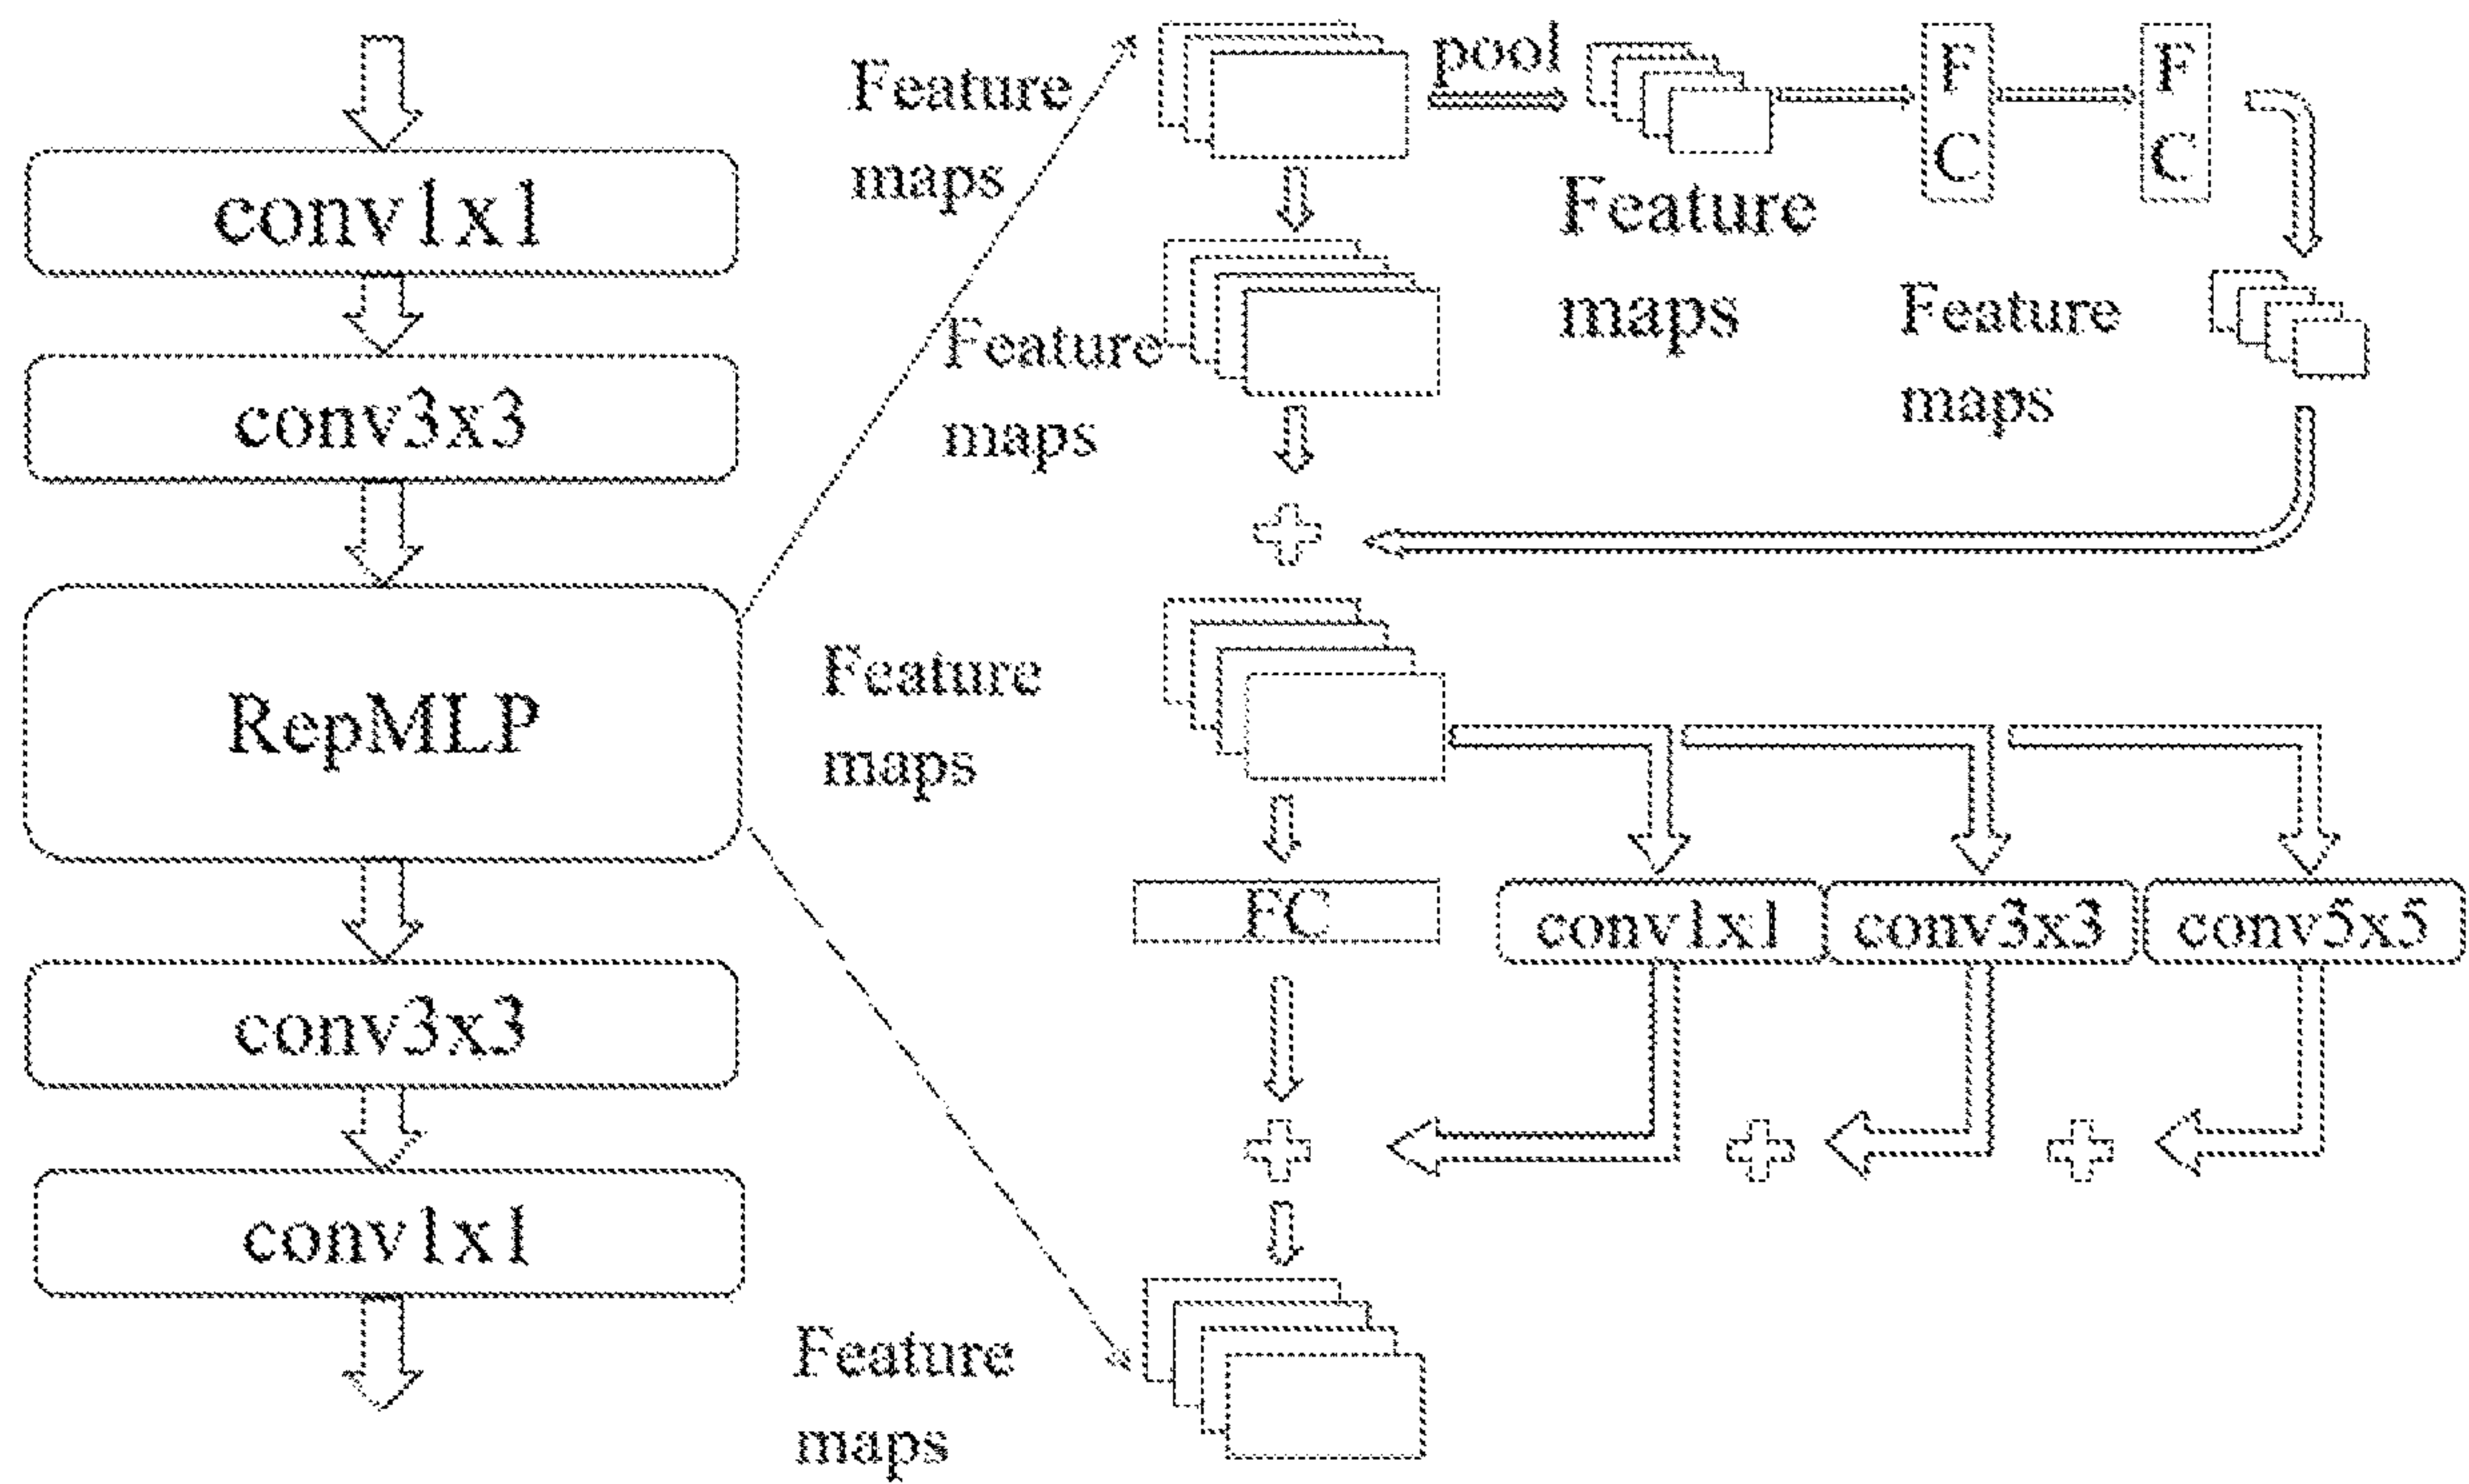 conv1x1
conv3x3
RepMLP
conv3x3
conv1x1
Feature
maps
pool
Feature
maps
F
C
F
C
Feature
maps
Feature
maps
Feature
maps
FC
conv1x1
conv3x3
conv5x5
Feature
maps